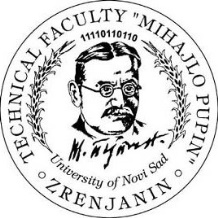 TECHNICAL FACULTY "MIHAJLO PUPIN"
11110110110
University of Novi Sad
• ZRENJANIN •